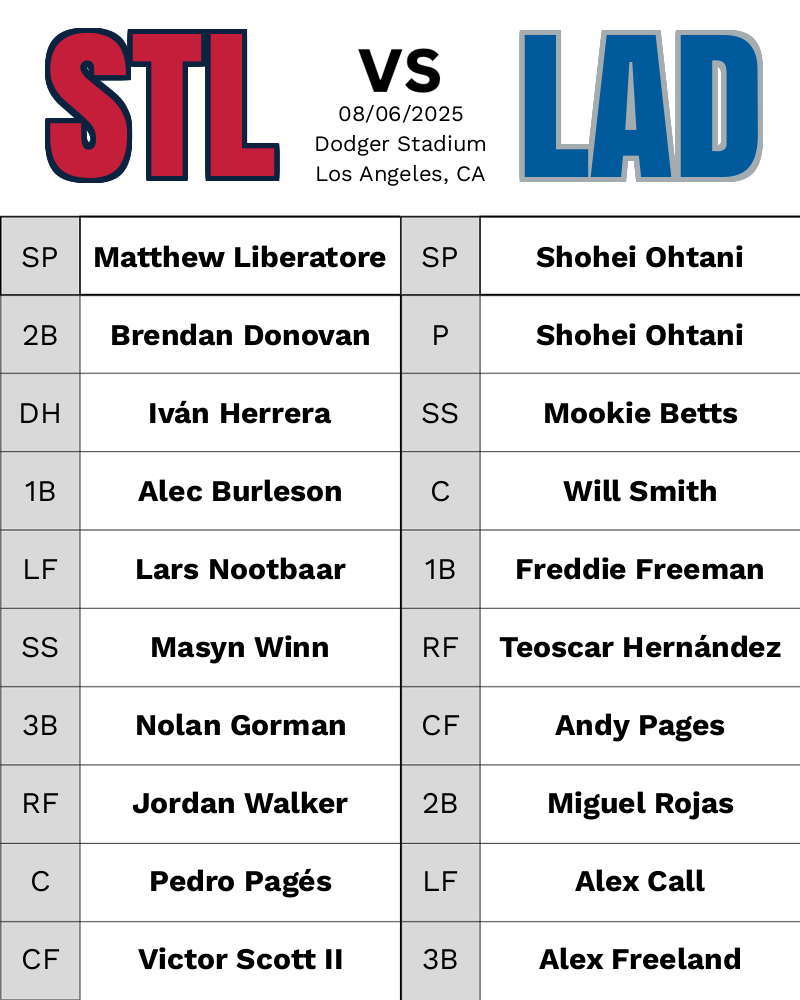 STL
VS
08/06/2025
Dodger Stadium
Los Angeles, CA
LAD
SP Matthew Liberatore SP Shohei Ohtani
2B Brendan Donovan P Shohei Ohtani
DH Iván Herrera SS Mookie Betts
1B Alec Burleson C Will Smith
LF Lars Nootbaar 1B Freddie Freeman
SS Masyn Winn RF Teoscar Hernández
3B Nolan Gorman CF Andy Pages
RF Jordan Walker 2B Miguel Rojas
C Pedro Pagés LF Alex Call
CF Victor Scott II 3B Alex Freeland